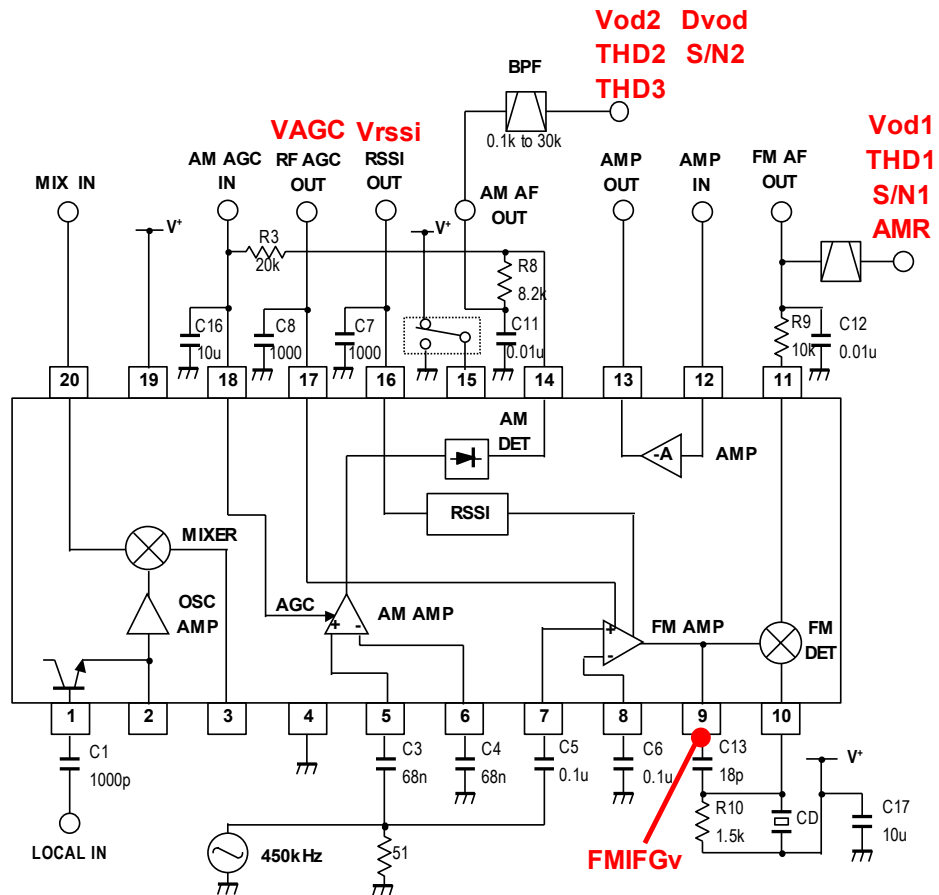 Vod2 Dvod
THD2 S/N2
THD3
BPF
0.1k to 30k
VAGC Vrssi
Vod1
THD1
S/N1
AMR
MIX IN
AM AGC
IN
RF AGC
OUT
RSSI
OUT
AM AF
OUT
AMP
OUT
AMP
IN
FM AF
OUT
V+
R3
20k
R8
8.2k
C16
10u
C8
1000
C7
1000
C11
0.01u
R9
10k
C12
0.01u
20
19
18
17
16
15
14
13
12
11
AM
DET
-A
AMP
RSSI
MIXER
OSC
AMP
AGC
+ -
AM AMP
+
-
FM AMP
FM
DET
1
2
3
4
5
6
7
8
9
10
C1
1000p
C3
68n
C4
68n
C5
0.1u
C6
0.1u
C13
18p
V+
R10
1.5k
CD
C17
10u
LOCAL IN
450kHz
51
FMIFGv